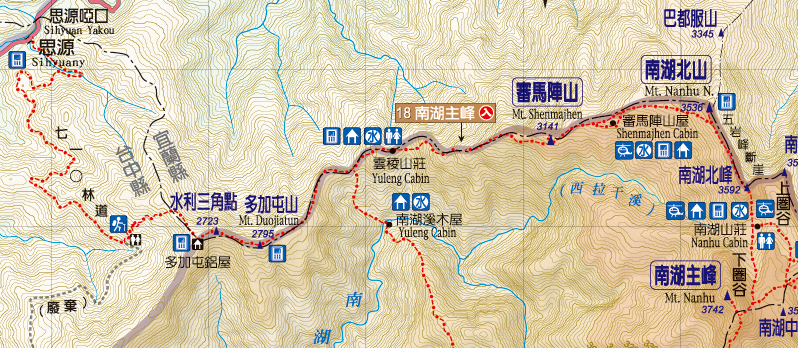 思源啞口
Sihyuan Yakou
思源
Sihyuany
七一〇林道
台中縣
宜蘭縣
水利三角點
2723
多加屯山
Mt. Duojiatun
2795
多加屯鋁屋
(廢棄)
18 南湖主峰
雲稜山莊
Yuleng Cabin
南湖溪木屋
Yuleng Qabin
南湖
審馬陣山
Mt. Shenmajhen
3141
審馬陣山屋
Shenmajhen Cabin
巴都服山
3345
南湖北山
Mt. Nanhu N.
3536
五岩峰斷崖
南湖北峰
3592
(西拉干溪)
南湖山莊
Nanhu Cabin
上圈谷
下圈谷
南湖主峰
Mt. Nanhu
3742
南湖中